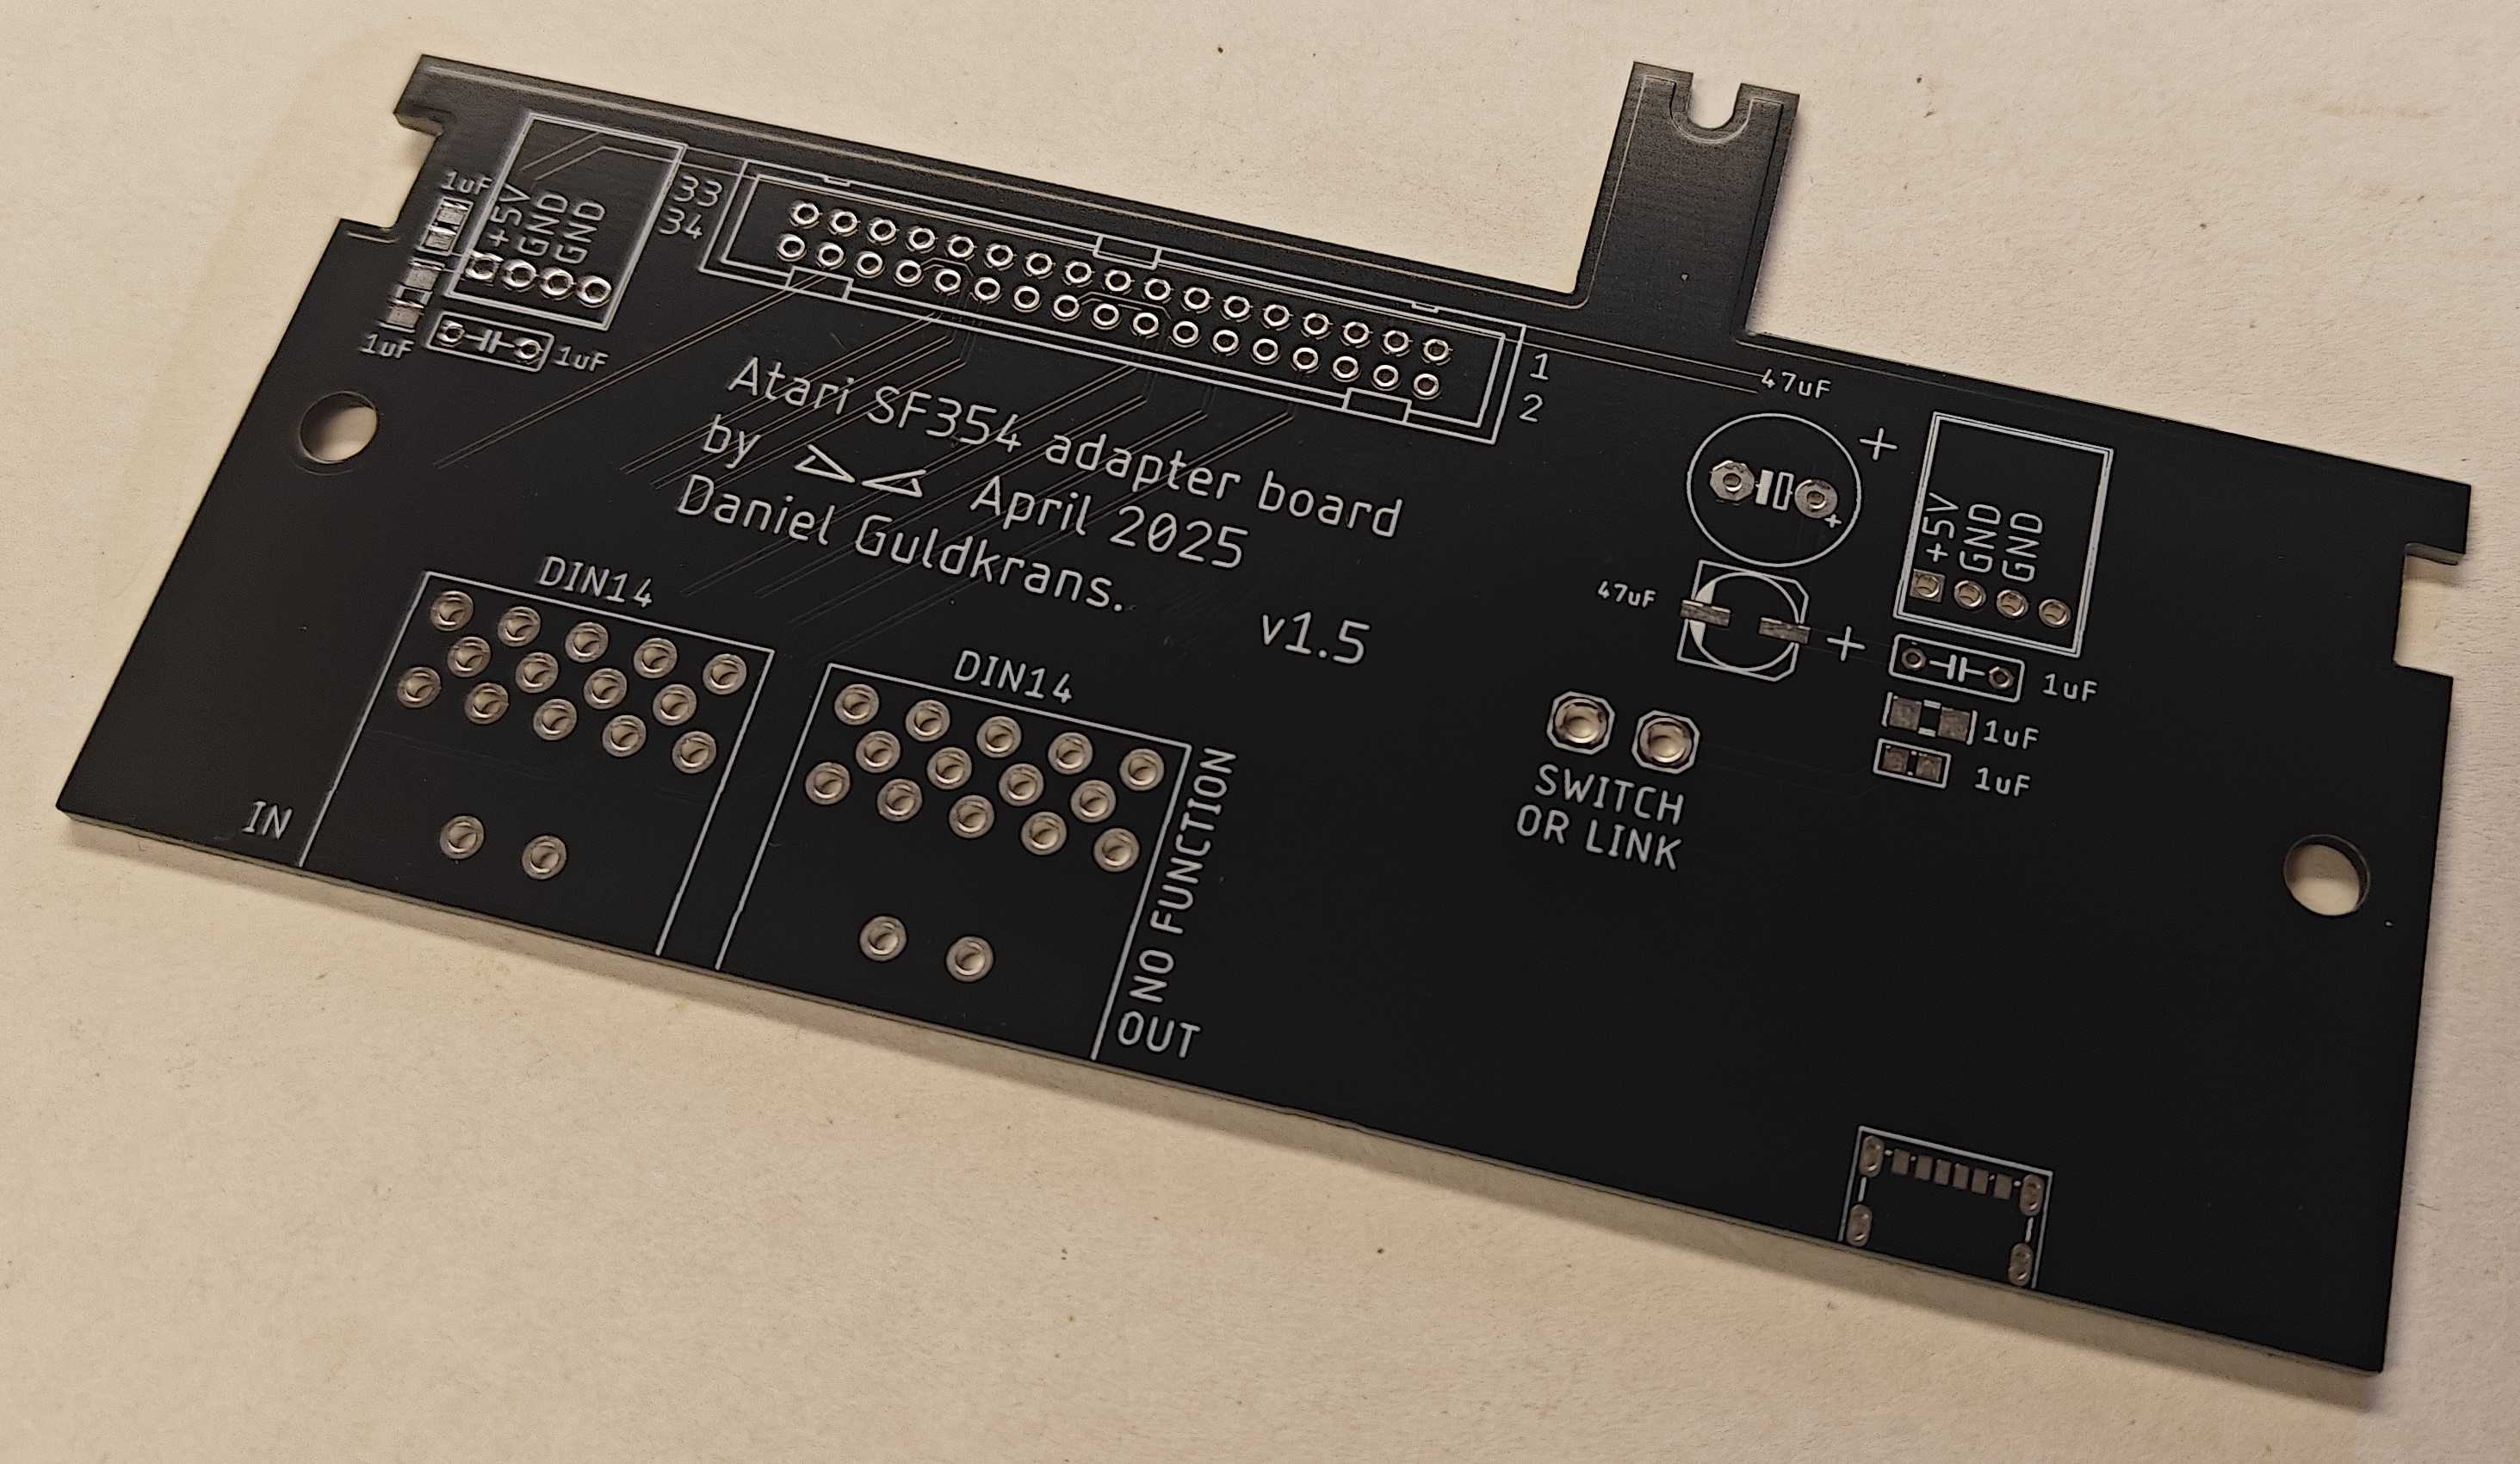 1uF
+5V
GND
GND
33
34
1uF
1uF
1
2
Atari SF354 adapter board
by April 2025
Daniel Guldkrans.
v1.5
47uF
+
+
+5V
GND
GND
47uF
+
1uF
1uF
1uF
SWITCH
OR LINK
DIN14
IN
DIN14
NO FUNCTION
OUT